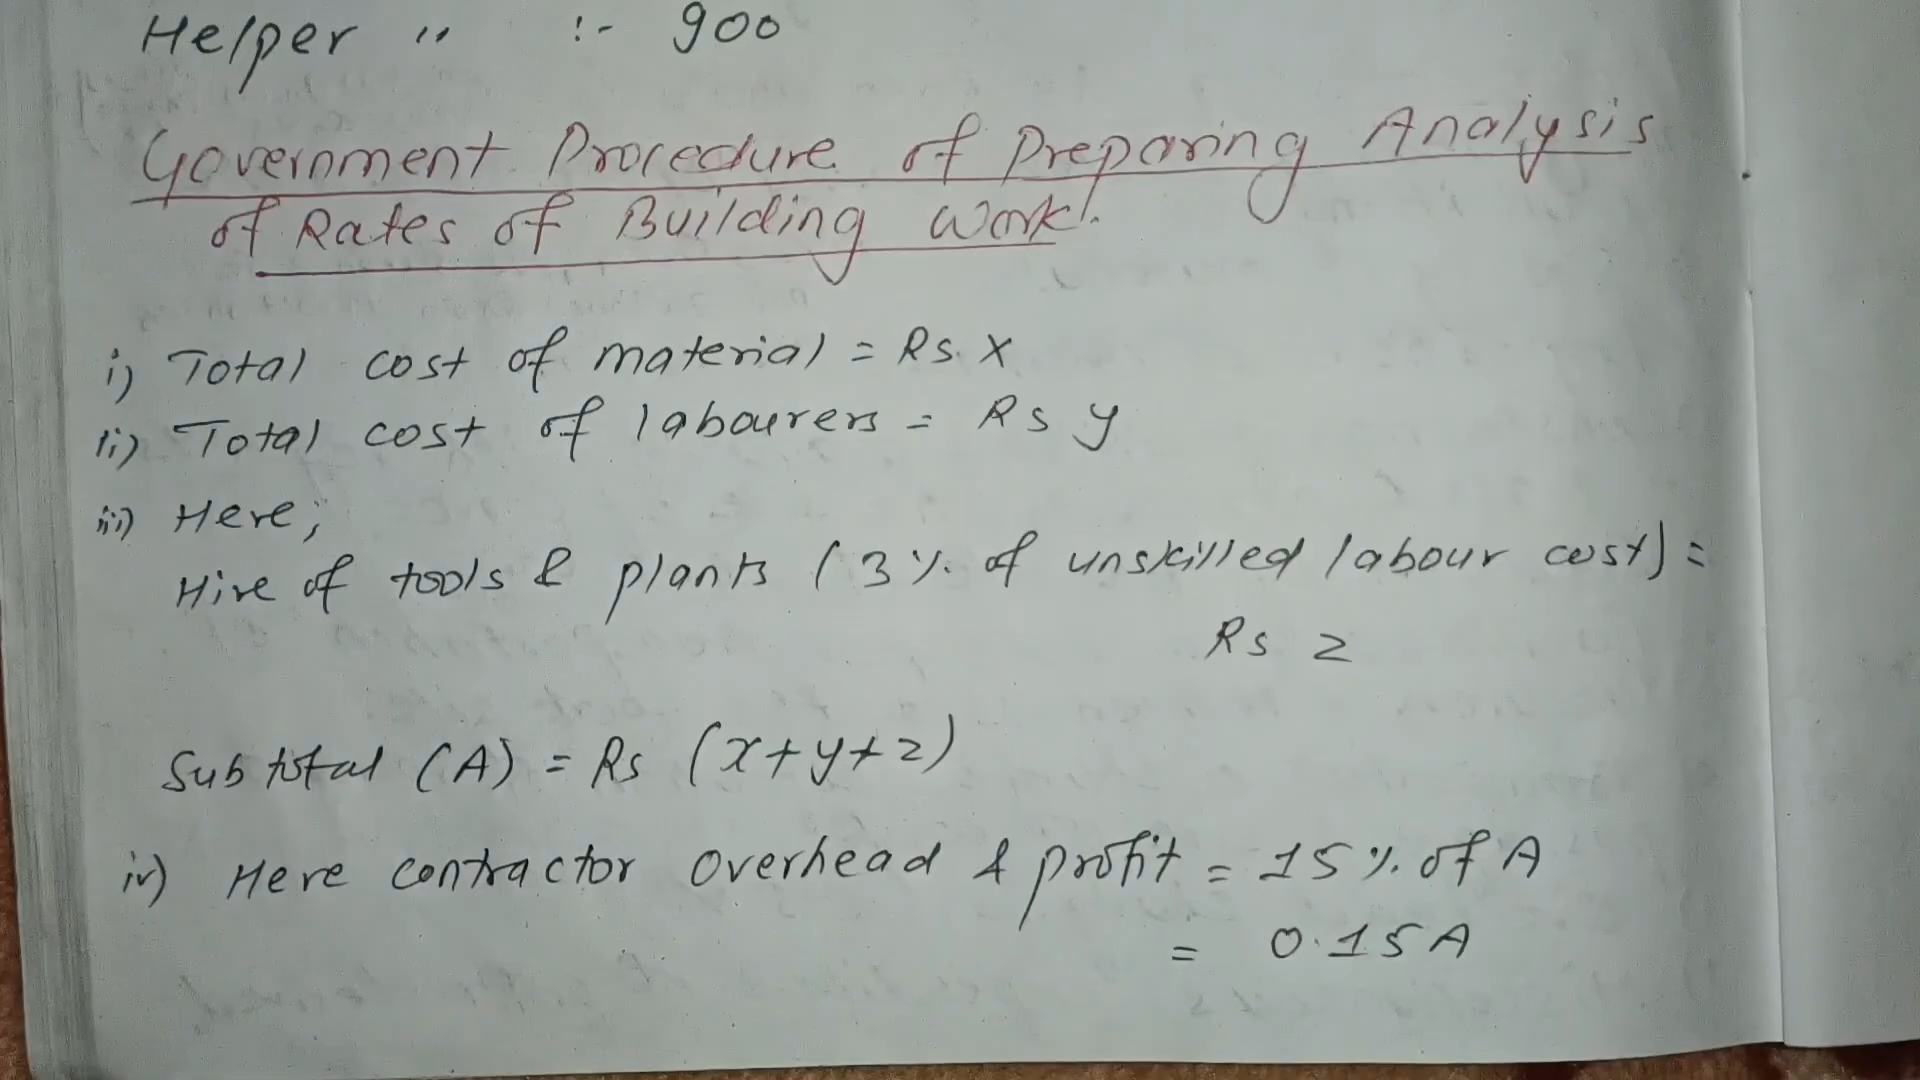 Helper " :- 900
Government Procedure of Preparing Analysis
of Rates of Building Work.
i) Total cost of material = Rs. X
ii) Total cost of labourers = Rs y
iii) Here;
Hire of tools & plants (3% of unskilled labour cost) =
Rs z
Subtotal (A) = Rs (x+y+z)
iv) Here contractor overhead & profit = 15% of A
= 0.15A